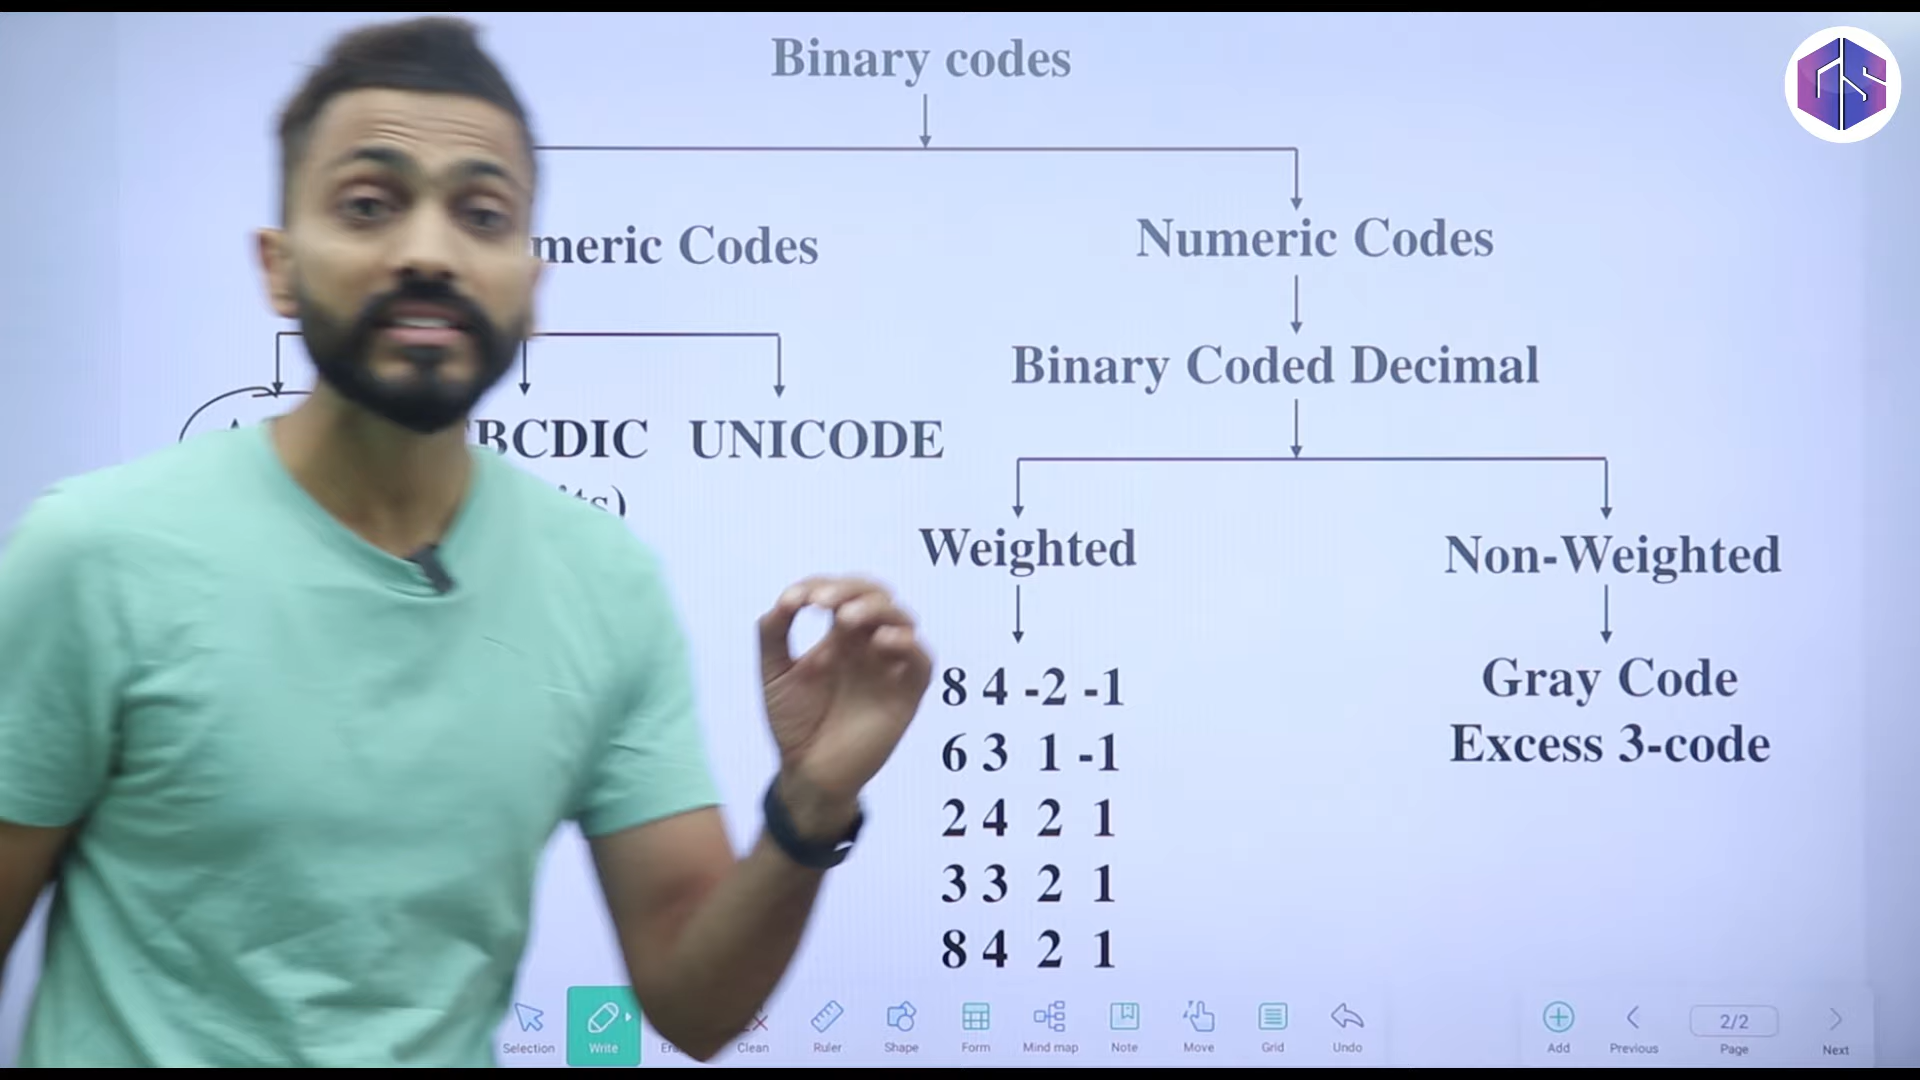 Binary codes
meric Codes
Numeric Codes
Binary Coded Decimal
BCDIC UNICODE
Weighted
Non-Weighted
8 4 -2 -1
6 3 1 -1
2 4 2 1
3 3 2 1
8 4 2 1
Gray Code
Excess 3-code
Selection
Write
Clean
Ruler
Shape
Form
Mind map
Note
Move
Grid
Undo
Add
Previous
2/2
Page
Next